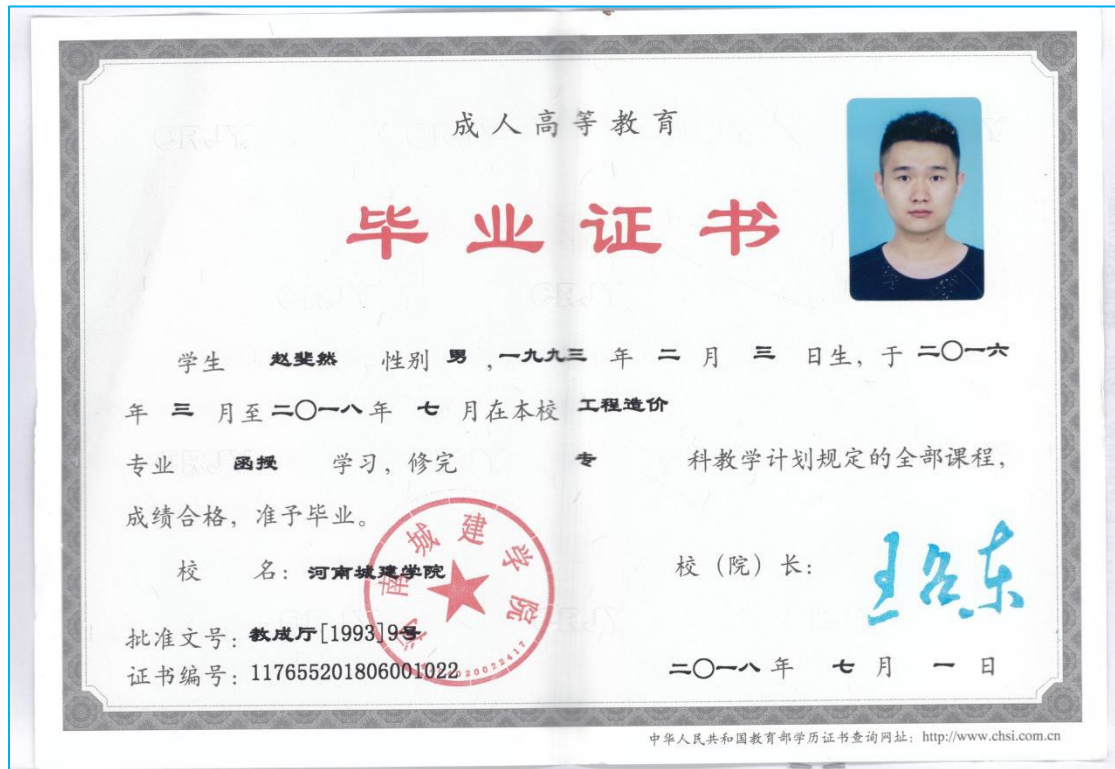 成人高等教育
毕业证书
学生 赵斐然 性别 男 ,一九九三 年 二 月 三 日生，于 二〇一六
年 三 月至 二〇一八 年 七 月在本校 工程造价
专业 函授 学习，修完 专 科教学计划规定的全部课程，
成绩合格，准予毕业。
校 名：河南城建学院
校（院）长：
批准文号：教成厅[1993]9号
证书编号：117655201806001022
二〇一八 年 七 月 一 日
河南城建学院
中华人民共和国教育部学历证书查询网址：http://www.chsi.com.cn